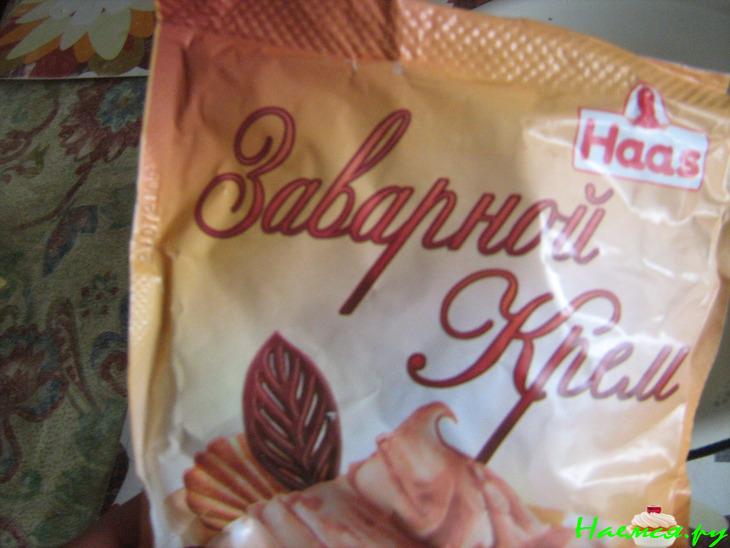 Haas
Заварной
Крем
Наемся.ру